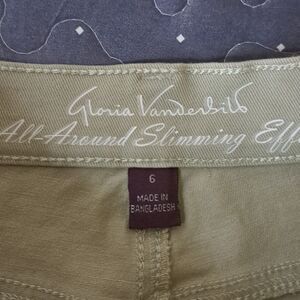 Gloria Vanderbilt
All-Around Slimming Eff
6
MADE IN
BANGLADESH